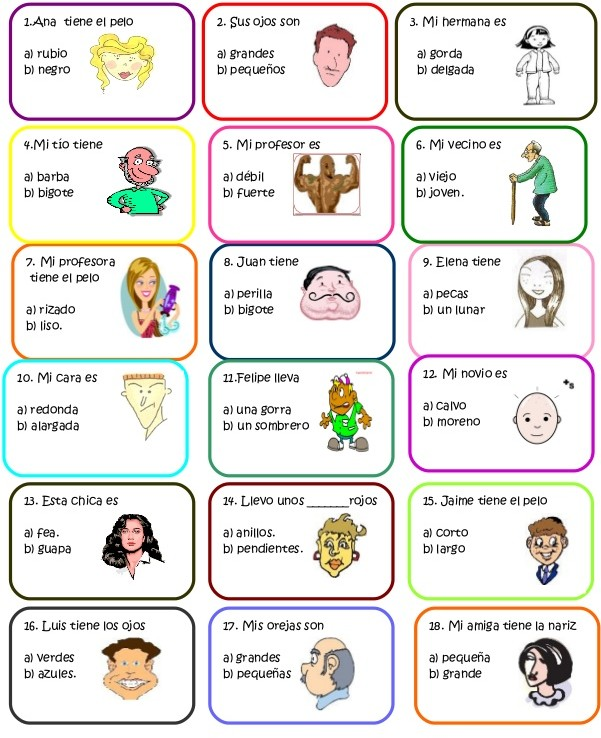 1.Ana tiene el pelo
a) rubio
b) negro
2. Sus ojos son
a) grandes
b) pequeños
3. Mi hermana es
a) gorda
b) delgada
4.Mi tío tiene
a) barba
b) bigote
5. Mi profesor es
a) débil
b) fuerte
6. Mi vecino es
a) viejo
b) joven.
7. Mi profesora
tiene el pelo
a) rizado
b) liso.
8. Juan tiene
a) perilla
b) bigote
9. Elena tiene
a) pecas
b) un lunar
10. Mi cara es
a) redonda
b) alargada
11.Felipe lleva
a) una gorra
b) un sombrero
12. Mi novio es
a) calvo
b) moreno
+s
13. Esta chica es
a) fea.
b) guapa
14. Llevo unos _______rojos
a) anillos.
b) pendientes.
15. Jaime tiene el pelo
a) corto
b) largo
16. Luis tiene los ojos
a) verdes
b) azules.
17. Mis orejas son
a) grandes
b) pequeñas
18. Mi amiga tiene la nariz
a) pequeña
b) grande